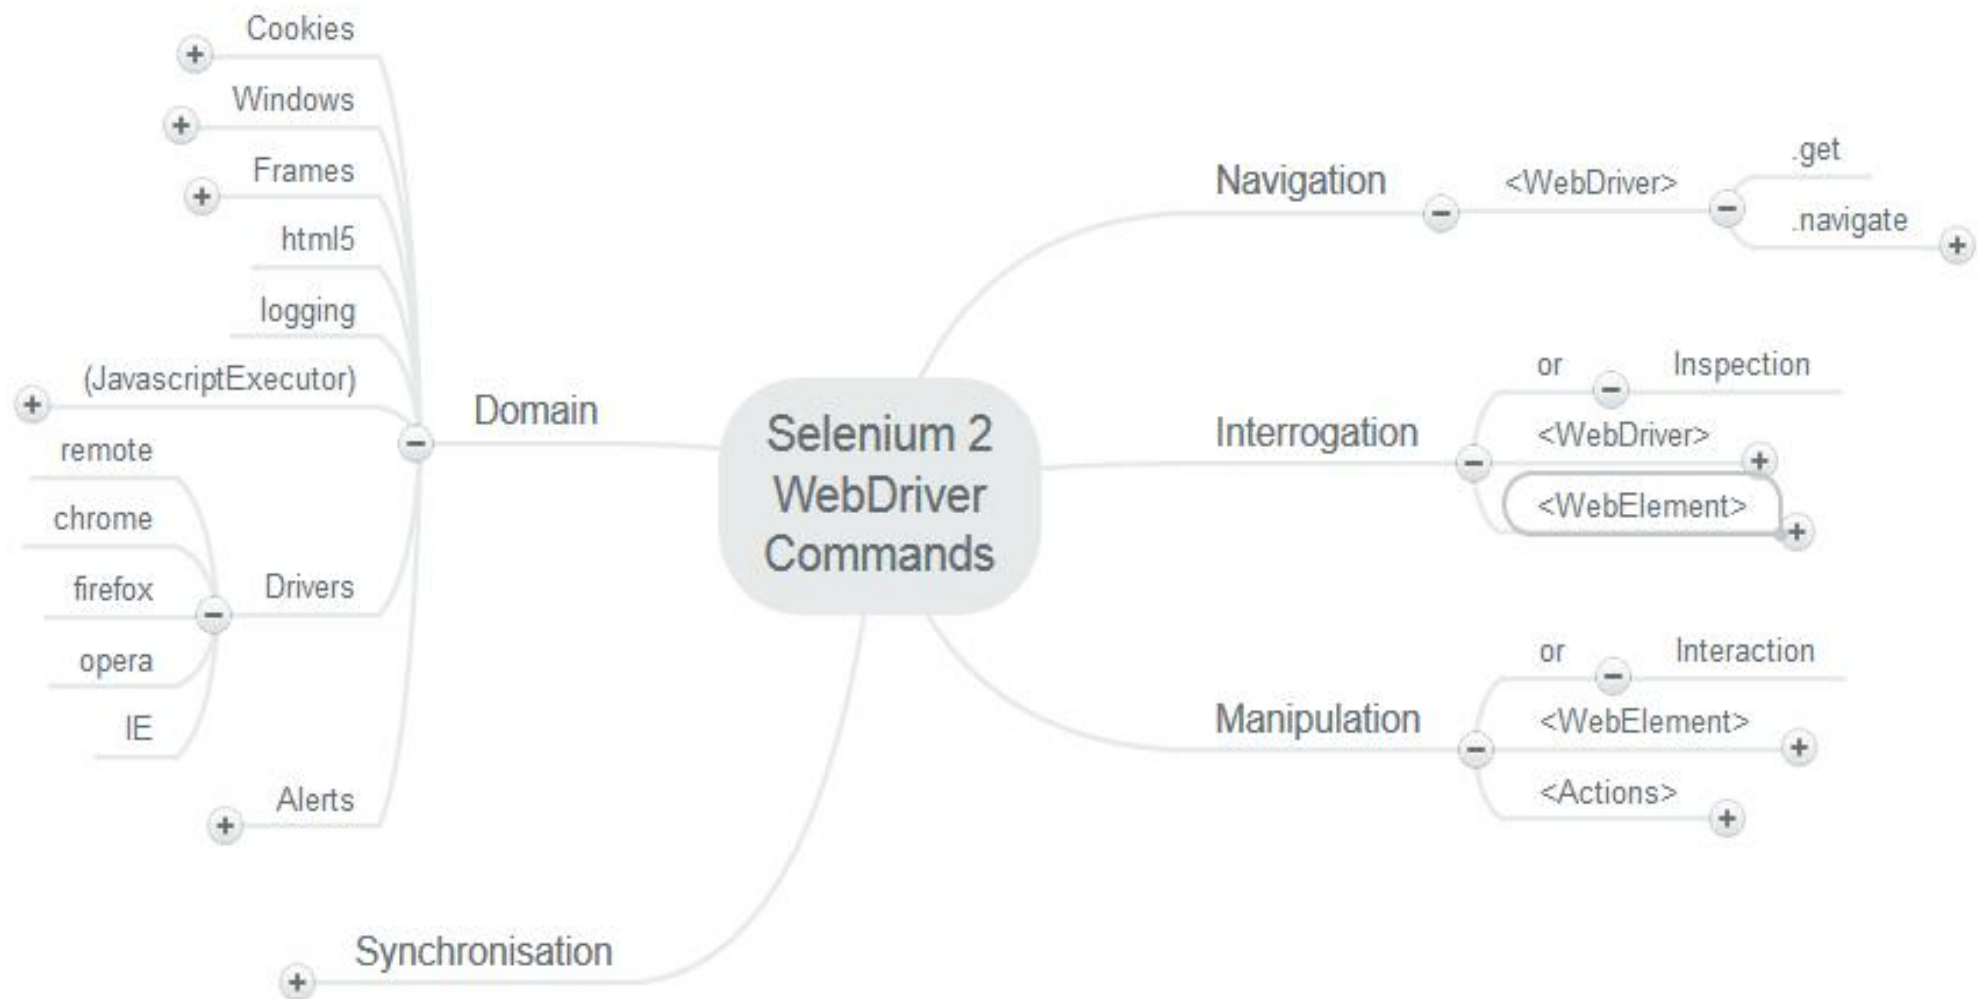 Selenium 2
WebDriver
Commands
Navigation
<WebDriver>
.get
.navigate
Interrogation
or
Inspection
<WebDriver>
<WebElement>
Manipulation
or
Interaction
<WebElement>
<Actions>
Domain
Cookies
Windows
Frames
html5
logging
(JavascriptExecutor)
Drivers
remote
chrome
firefox
opera
IE
Alerts
Synchronisation